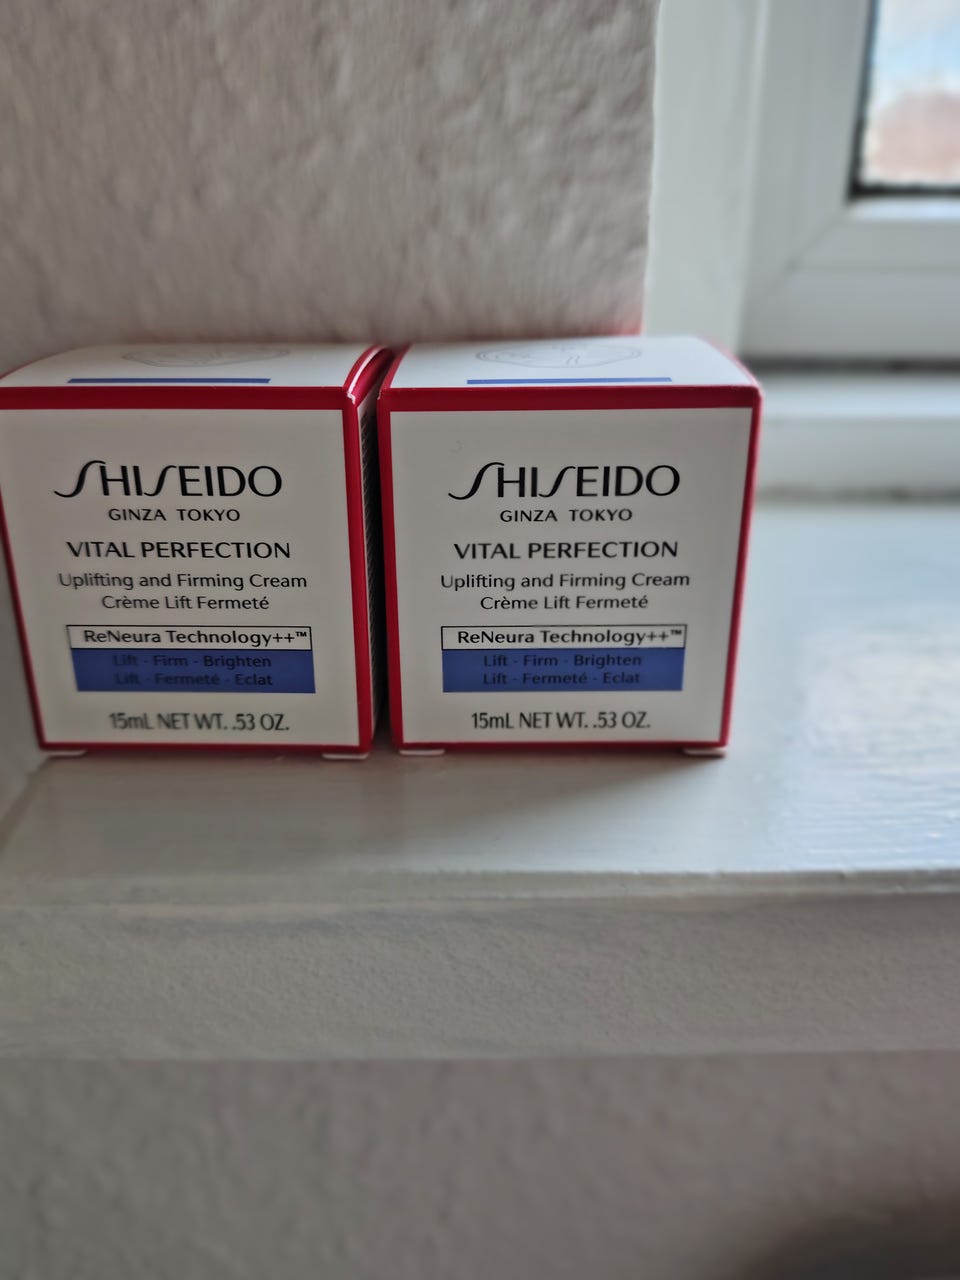 SHISEIDO
GINZA TOKYO
VITAL PERFECTION
Uplifting and Firming Cream
Crème Lift Fermeté
ReNeura Technology++™
Lift - Firm - Brighten
Lift - Fermeté - Eclat
15mL NET WT. .53 OZ.
SHISEIDO
GINZA TOKYO
VITAL PERFECTION
Uplifting and Firming Cream
Crème Lift Fermeté
ReNeura Technology++™
Lift - Firm - Brighten
Lift - Fermeté - Eclat
15mL NET WT. .53 OZ.